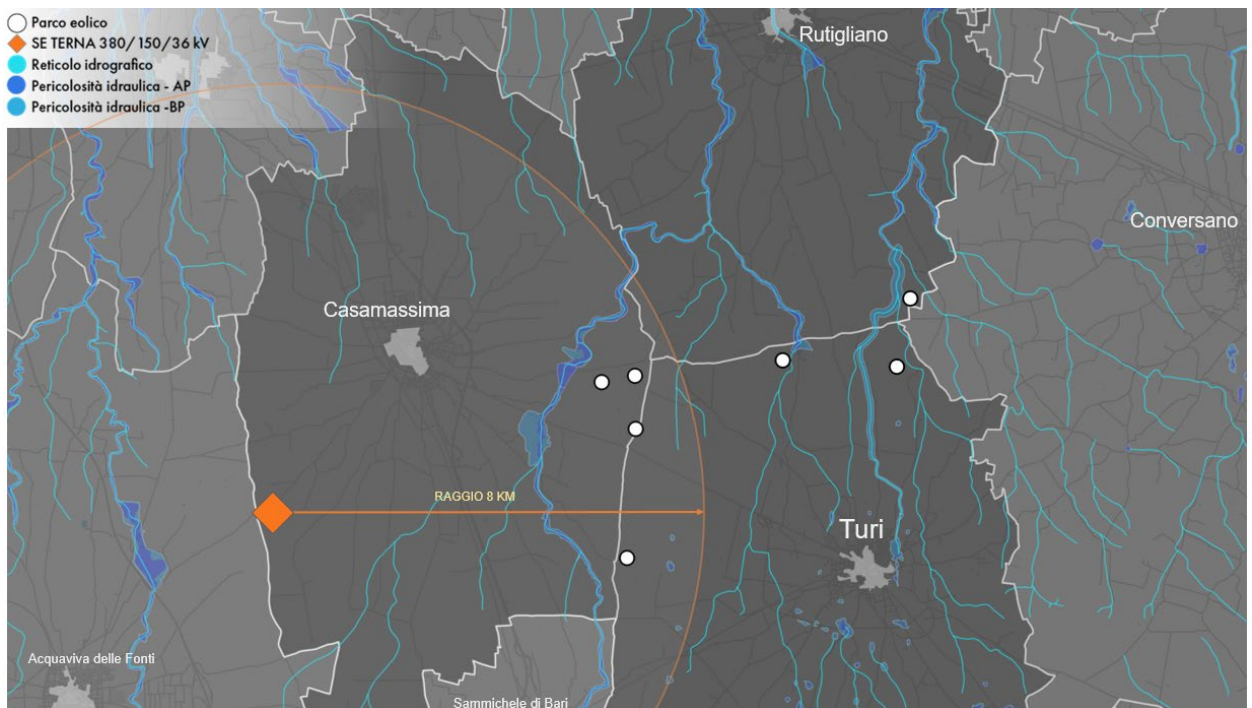 Parco eolico
SE TERNA 380/150/36 kV
Reticolo idrografico
Pericolosità idraulica - AP
Pericolosità idraulica -BP
Rutigliano
Conversano
Casamassima
RAGGIO 8 KM
Turi
Acquaviva delle Fonti
Sammichele di Bari